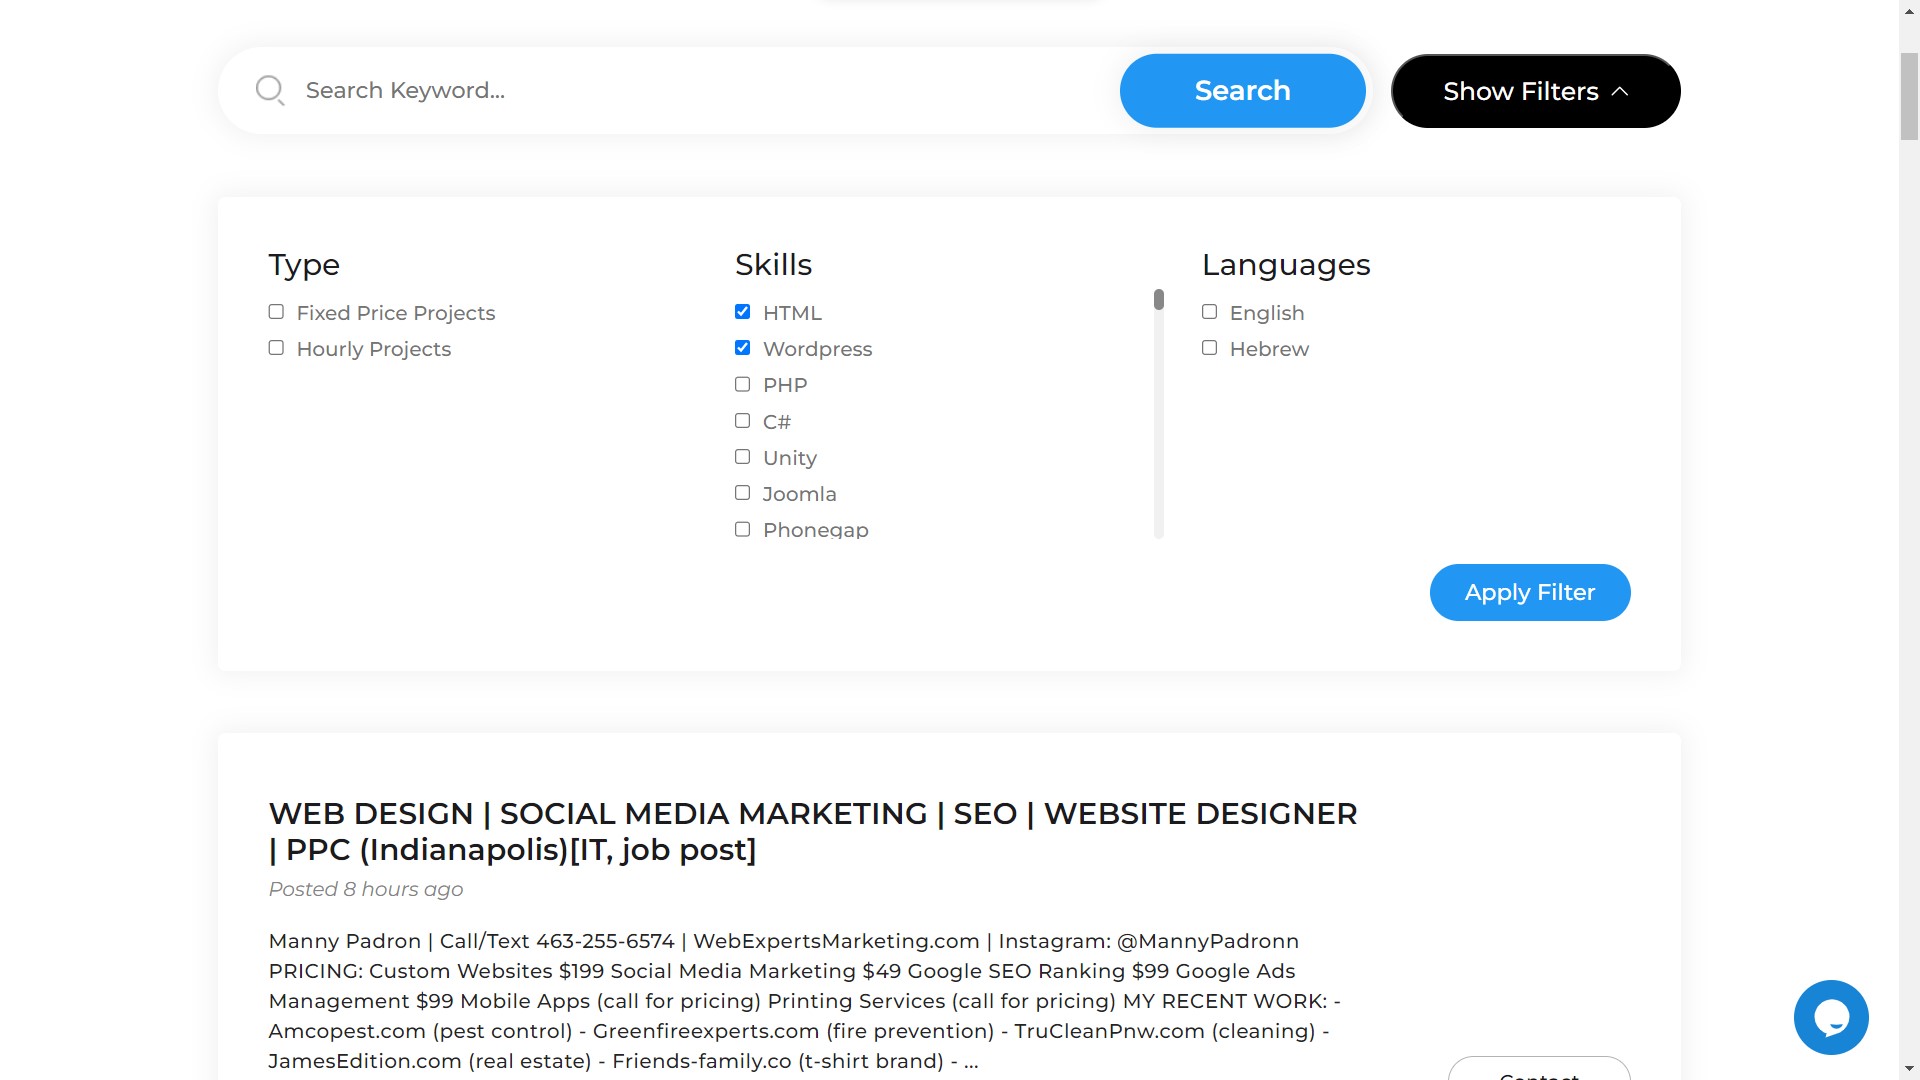 Search Keyword...
Search
Show Filters
Type
Fixed Price Projects
Hourly Projects
Skills
HTML
Wordpress
PHP
C#
Unity
Joomla
Phonegap
Languages
English
Hebrew
Apply Filter
WEB DESIGN | SOCIAL MEDIA MARKETING | SEO | WEBSITE DESIGNER
| PPC (Indianapolis)[IT, job post]
Posted 8 hours ago
Manny Padron | Call/Text 463-255-6574 | WebExpertsMarketing.com | Instagram: @MannyPadronn
PRICING: Custom Websites $199 Social Media Marketing $49 Google SEO Ranking $99 Google Ads
Management $99 Mobile Apps (call for pricing) Printing Services (call for pricing) MY RECENT WORK: -
Amcopest.com (pest control) - Greenfireexperts.com (fire prevention) - TruCleanPnw.com (cleaning) -
JamesEdition.com (real estate) - Friends-family.co (t-shirt brand) - ...
Contact